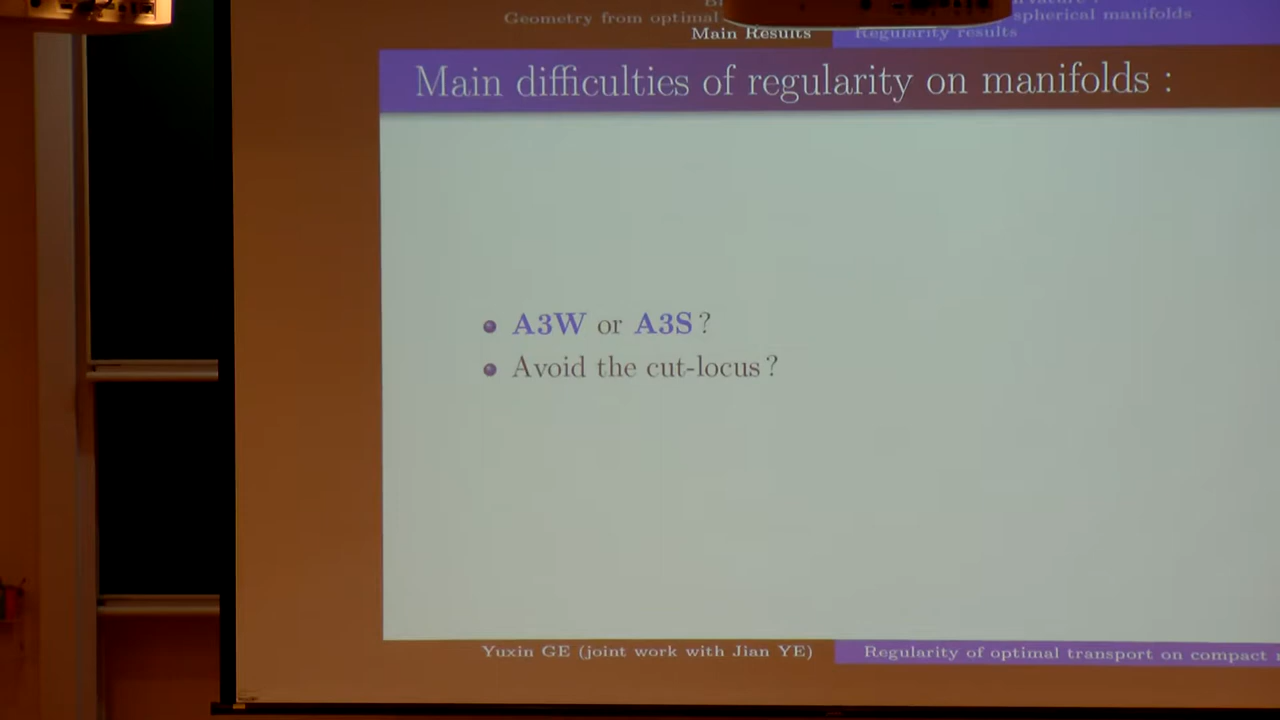 Geometry from optimal
spherical manifolds
Main Results
Regularity results
Main difficulties of regularity on manifolds :
A3W or A3S ?
Avoid the cut-locus ?
Yuxin GE (joint work with Jian YE)
Regularity of optimal transport on compact